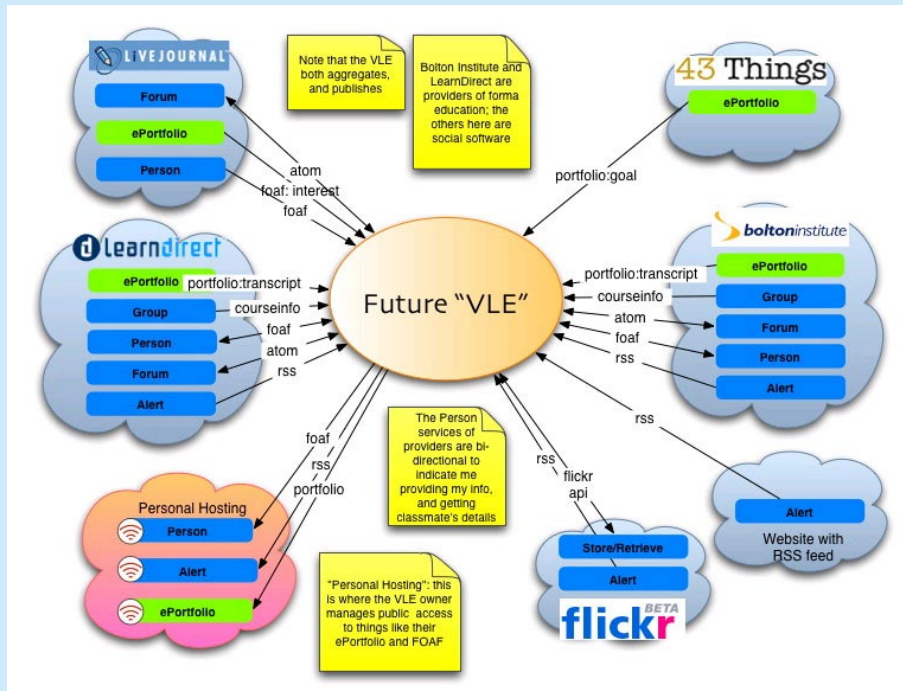 LiVEJOURNAL
Forum
ePortfolio
Person
Note that the VLE
both aggregates,
and publishes
Bolton Institute and
LearnDirect are
providers of forma
education; the
others here are
social software
43 Things
ePortfolio
atom
foaf: interest
foaf
portfolio:goal
learndirect
ePortfolio
Group
Person
Forum
Alert
portfolio:transcript
courseinfo
foaf
atom
rss
Future "VLE"
boltoninstitute
ePortfolio
Group
Forum
Person
Alert
portfolio:transcript
courseinfo
atom
foaf
rss
foaf
rss
portfolio
Personal Hosting
Person
Alert
ePortfolio
The Person
services of
providers are bi-
directional to
indicate me
providing my info,
and getting
classmate's details
"Personal Hosting": this
is where the VLE owner
manages public access
to things like their
ePortfolio and FOAF
rss
flickr
api
Store/Retrieve
Alert
flickr
BETA
rss
Alert
Website with
RSS feed